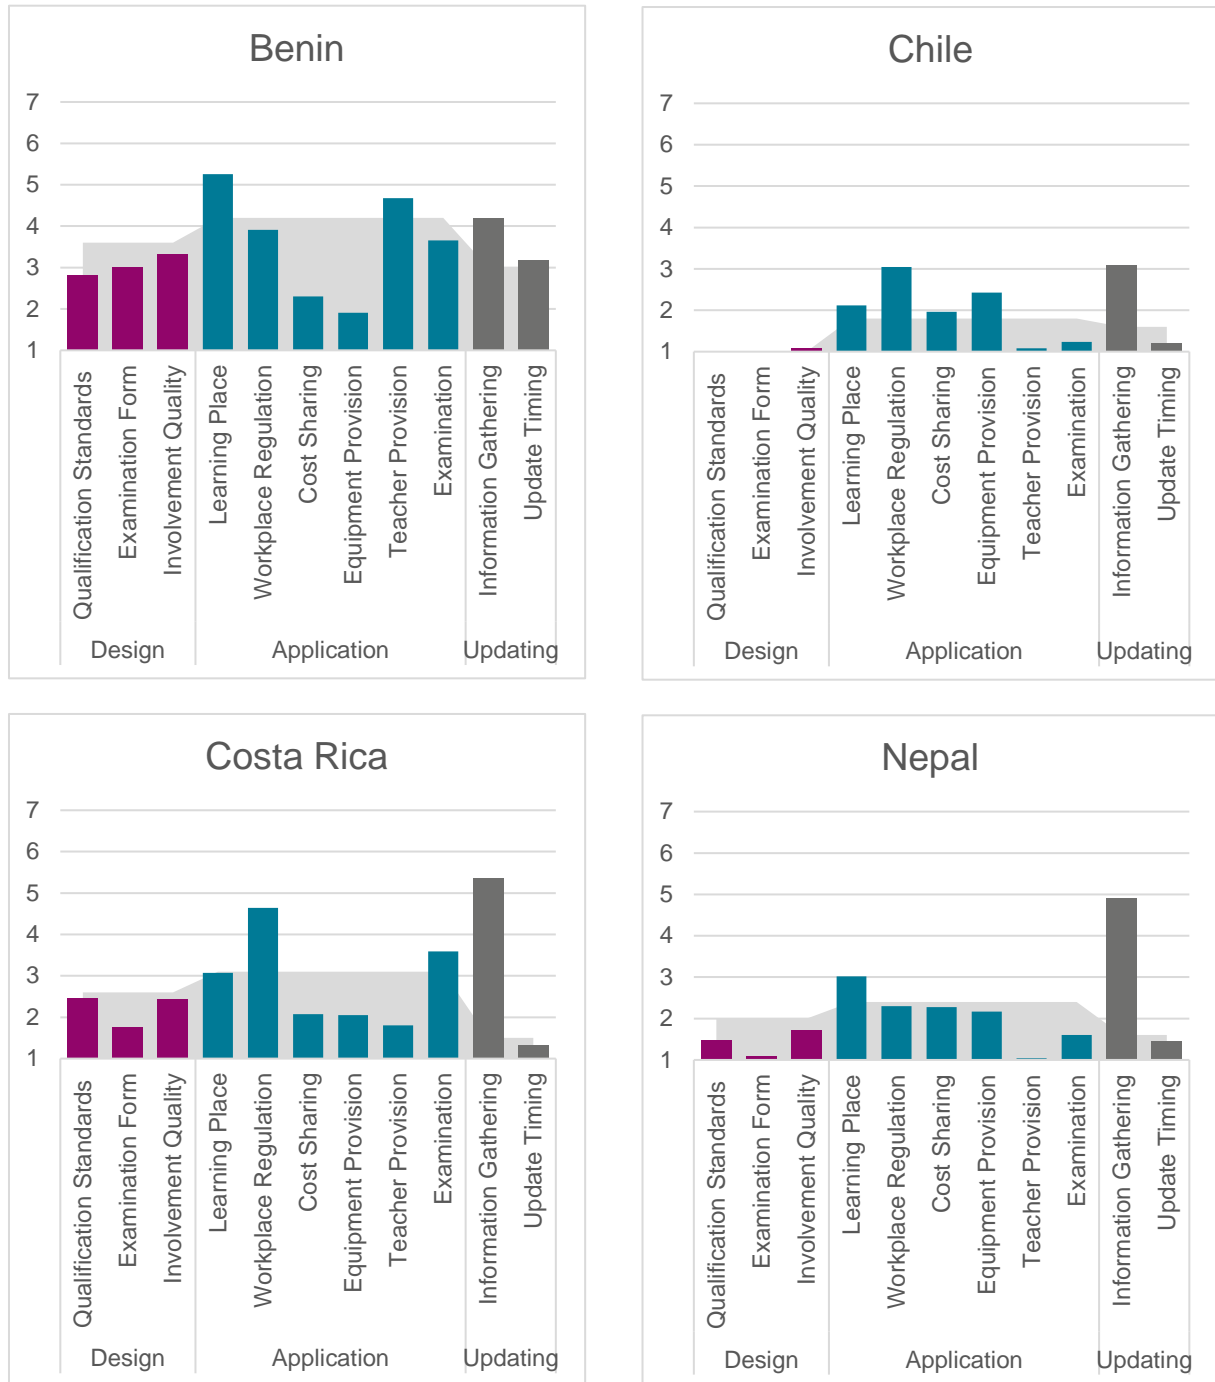 Benin
7
6
5
4
3
2
1
Qualification Standards
Examination Form
Involvement Quality
Learning Place
Workplace Regulation
Cost Sharing
Equipment Provision
Teacher Provision
Examination
Information Gathering
Update Timing
Design Application Updating
Chile
7
6
5
4
3
2
1
Qualification Standards
Examination Form
Involvement Quality
Learning Place
Workplace Regulation
Cost Sharing
Equipment Provision
Teacher Provision
Examination
Information Gathering
Update Timing
Design Application Updating
Costa Rica
7
6
5
4
3
2
1
Qualification Standards
Examination Form
Involvement Quality
Learning Place
Workplace Regulation
Cost Sharing
Equipment Provision
Teacher Provision
Examination
Information Gathering
Update Timing
Design Application Updating
Nepal
7
6
5
4
3
2
1
Qualification Standards
Examination Form
Involvement Quality
Learning Place
Workplace Regulation
Cost Sharing
Equipment Provision
Teacher Provision
Examination
Information Gathering
Update Timing
Design Application Updating